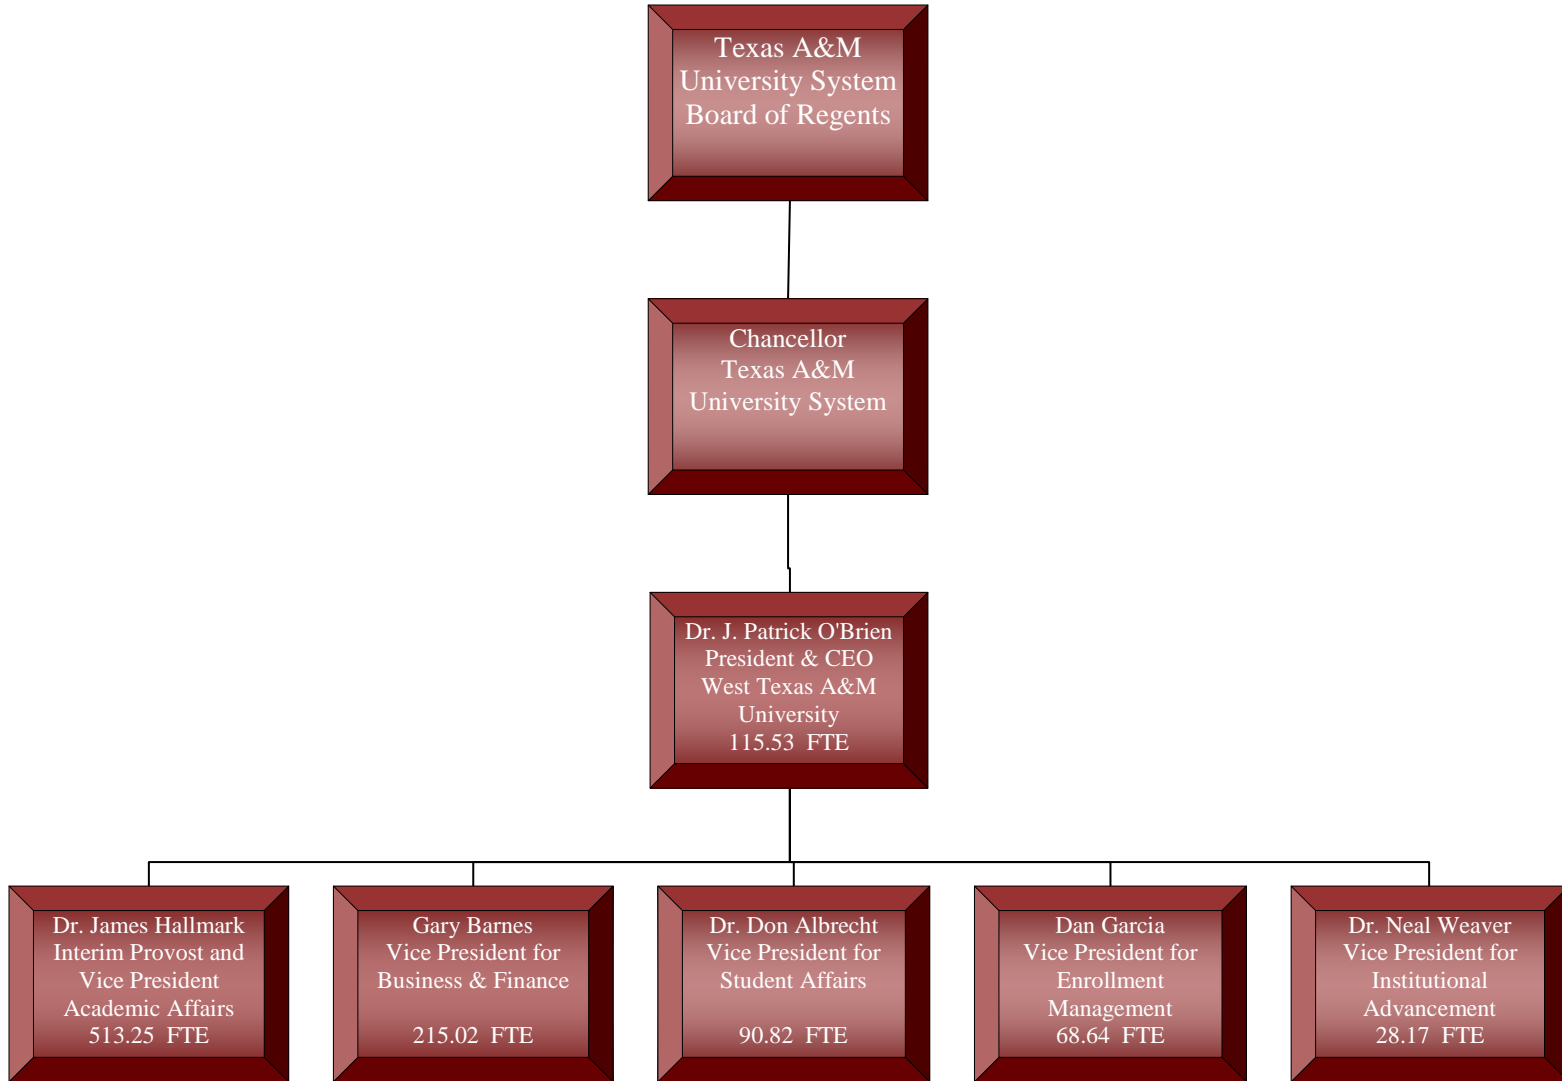 Texas A&M
University System
Board of Regents
Chancellor
Texas A&M
University System
Dr. J. Patrick O'Brien
President & CEO
West Texas A&M
University
115.53 FTE
Dr. James Hallmark
Interim Provost and
Vice President
Academic Affairs
513.25 FTE
Gary Barnes
Vice President for
Business & Finance
215.02 FTE
Dr. Don Albrecht
Vice President for
Student Affairs
90.82 FTE
Dan Garcia
Vice President for
Enrollment
Management
68.64 FTE
Dr. Neal Weaver
Vice President for
Institutional
Advancement
28.17 FTE